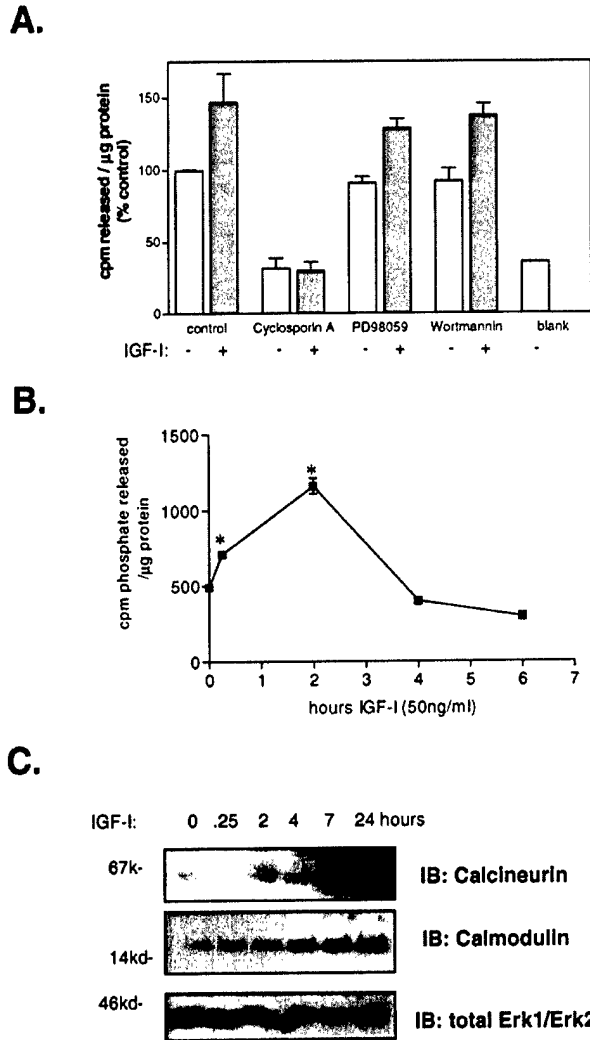 A.
cpm released / µg protein
(% control)
150
100
50
0
control Cyclosporin A PD98059 Wortmannin blank
IGF-I: - + - + - + - + -
B.
cpm phosphate released
/µg protein
1500
1000
500
0
* *
0 1 2 3 4 5 6 7
hours IGF-I (50ng/ml)
C.
IGF-I: 0 .25 2 4 7 24 hours
67k- IB: Calcineurin
14kd- IB: Calmodulin
46kd- IB: total Erk1/Erk2